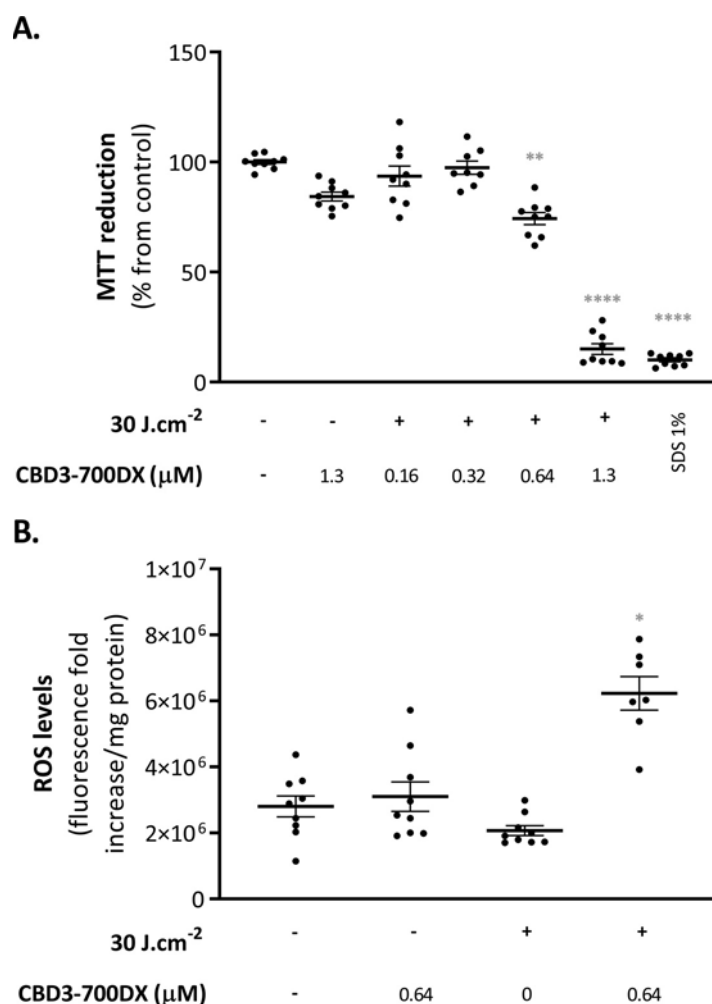 A.
MTT reduction
(% from control)
150
100
50
0
**
****
****
30 J.cm⁻² - - + + + + SDS 1%
CBD3-700DX (μM) - 1.3 0.16 0.32 0.64 1.3
B.
ROS levels
(fluorescence fold
increase/mg protein)
1×10⁷
8×10⁶
6×10⁶
4×10⁶
2×10⁶
0
*
30 J.cm⁻² - - + +
CBD3-700DX (μM) - 0.64 0 0.64